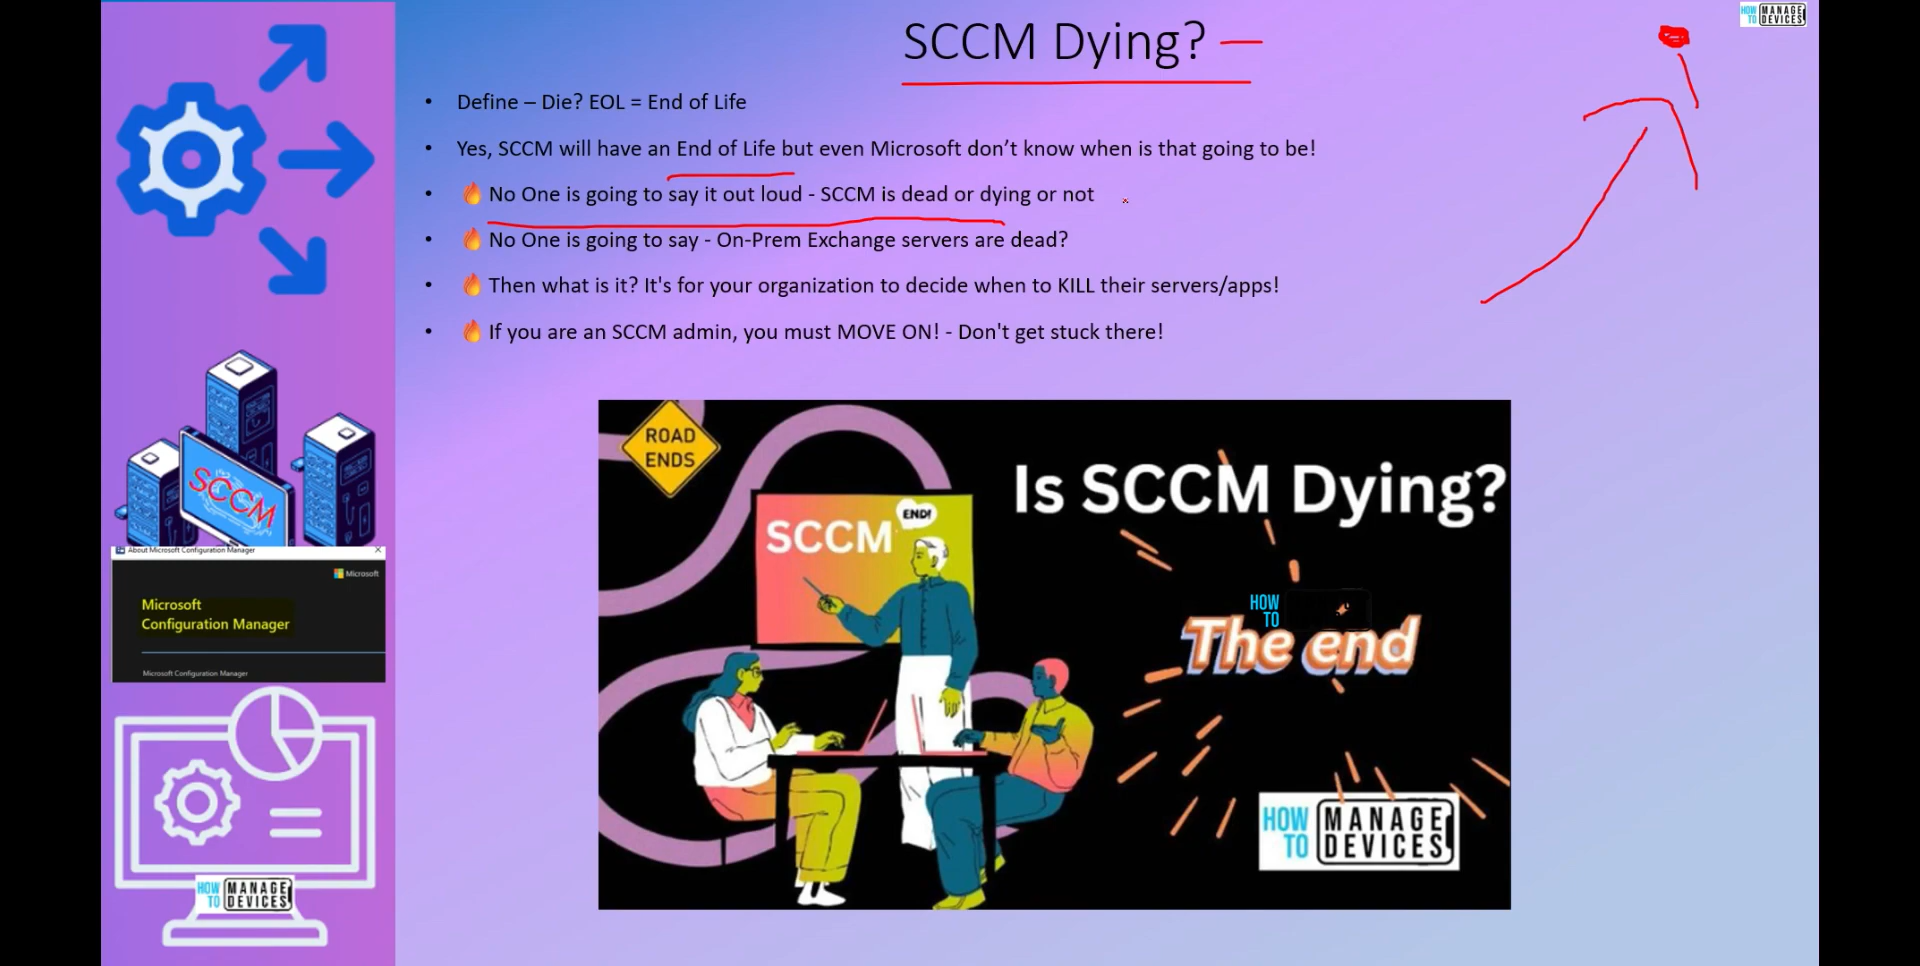 HOW TO MANAGE DEVICES
SCCM Dying?
• Define – Die? EOL = End of Life
• Yes, SCCM will have an End of Life but even Microsoft don’t know when is that going to be!
• 🔥 No One is going to say it out loud - SCCM is dead or dying or not
• 🔥 No One is going to say - On-Prem Exchange servers are dead?
• 🔥 Then what is it? It's for your organization to decide when to KILL their servers/apps!
• 🔥 If you are an SCCM admin, you must MOVE ON! - Don't get stuck there!
SCCM
About Microsoft Configuration Manager
Microsoft
Microsoft
Configuration Manager
Microsoft Configuration Manager
HOW TO MANAGE DEVICES
ROAD
ENDS
Is SCCM Dying?
END!
SCCM
HOW
TO
The end
HOW TO MANAGE DEVICES